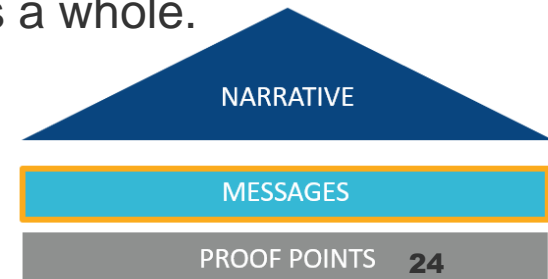 s a whole.
NARRATIVE
MESSAGES
PROOF POINTS 24